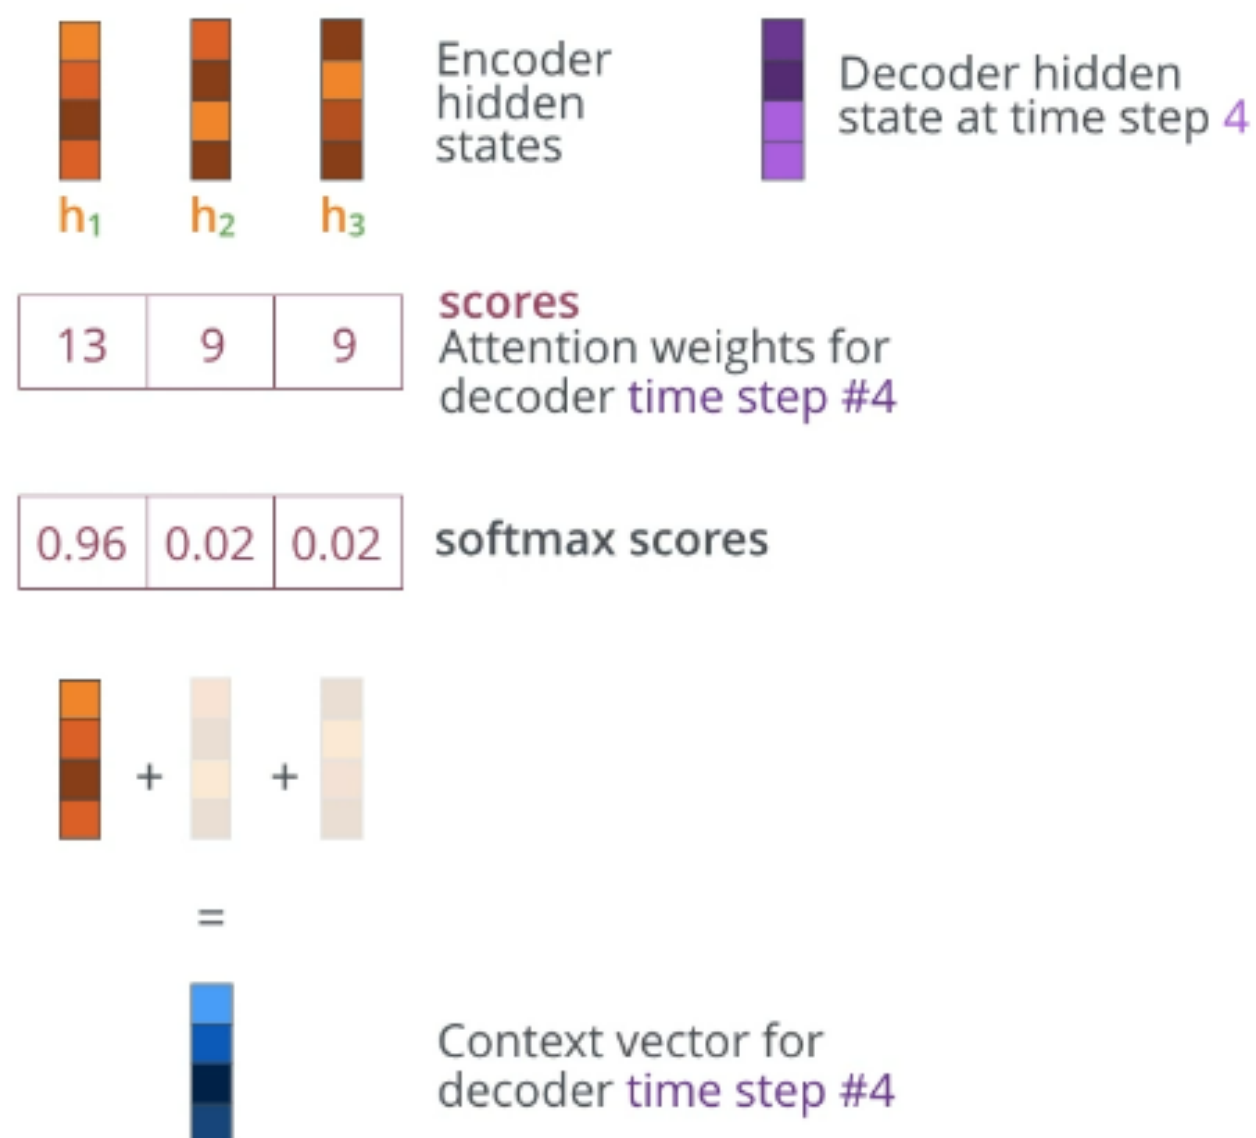 Encoder
hidden
states
Decoder hidden
state at time step 4
h₁ h₂ h₃
scores
13 9 9
Attention weights for
decoder time step #4
0.96 0.02 0.02
softmax scores
+ +
=
Context vector for
decoder time step #4